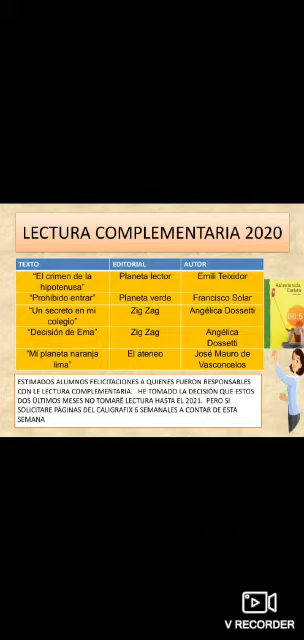 LECTURA COMPLEMENTARIA 2020
TEXTO EDITORIAL AUTOR
"El crimen de la hipotenusa" Planeta lector Emili Teixidor
"Prohibido entrar" Planeta verde Francisco Solar
"Un secreto en mi colegio" Zig Zag Angélica Dossetti
"Decisión de Ema" Zig Zag Angélica Dossetti
"Mi planeta naranja lima" El ateneo José Mauro de Vasconcelos
ESTIMADOS ALUMNOS FELICITACIONES A QUIENES FUERON RESPONSABLES
CON LE LECTURA COMPLEMENTARIA. HE TOMADO LA DECISIÓN QUE ESTOS
DOS ÚLTIMOS MESES NO TOMARÉ LECTURA HASTA EL 2021. PERO SI
SOLICITARE PÁGINAS DEL CALIGRAFIX 6 SEMANALES A CONTAR DE ESTA
SEMANA
V RECORDER